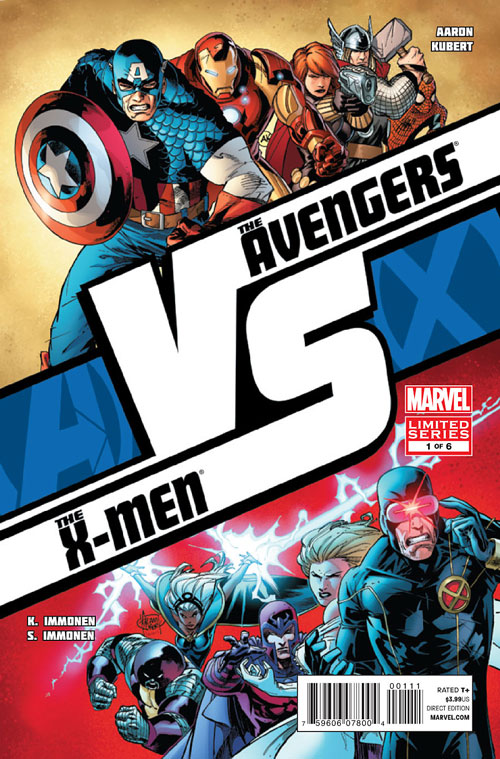 AARON
KUBERT
THE AVENGERS®
VS
A X
THE X-MEN®
MARVEL
LIMITED
SERIES
1 OF 6
K. IMMONEN
S. IMMONEN
00111
7 59606 07800 4
RATED T+
$3.99US
DIRECT EDITION
MARVEL.COM